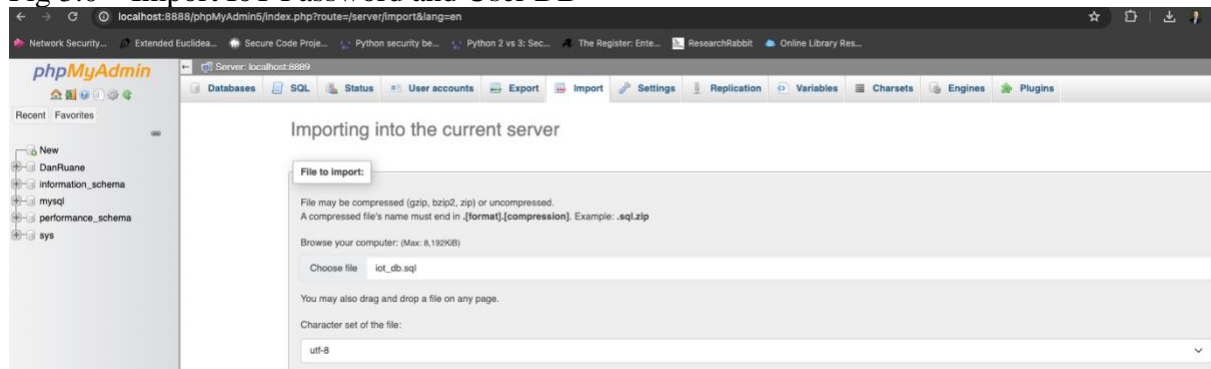 Fig 3.6 – Import IoT Password and User DB
localhost:8888/phpMyAdmin5/index.php?route=/server/import&lang=en
Network Security... Extended Euclidea... Secure Code Proje... Python security be... Python 2 vs 3: Sec... The Register: Ente... ResearchRabbit Online Library Res...
phpMyAdmin
Server: localhost:8889
Databases SQL Status User accounts Export Import Settings Replication Variables Charsets Engines Plugins
Recent Favorites
New
DanRuane
information_schema
mysql
performance_schema
sys
Importing into the current server
File to import:
File may be compressed (gzip, bzip2, zip) or uncompressed.
A compressed file's name must end in .[format].[compression]. Example: .sql.zip
Browse your computer: (Max: 8,192KiB)
Choose file iot_db.sql
You may also drag and drop a file on any page.
Character set of the file:
utf-8